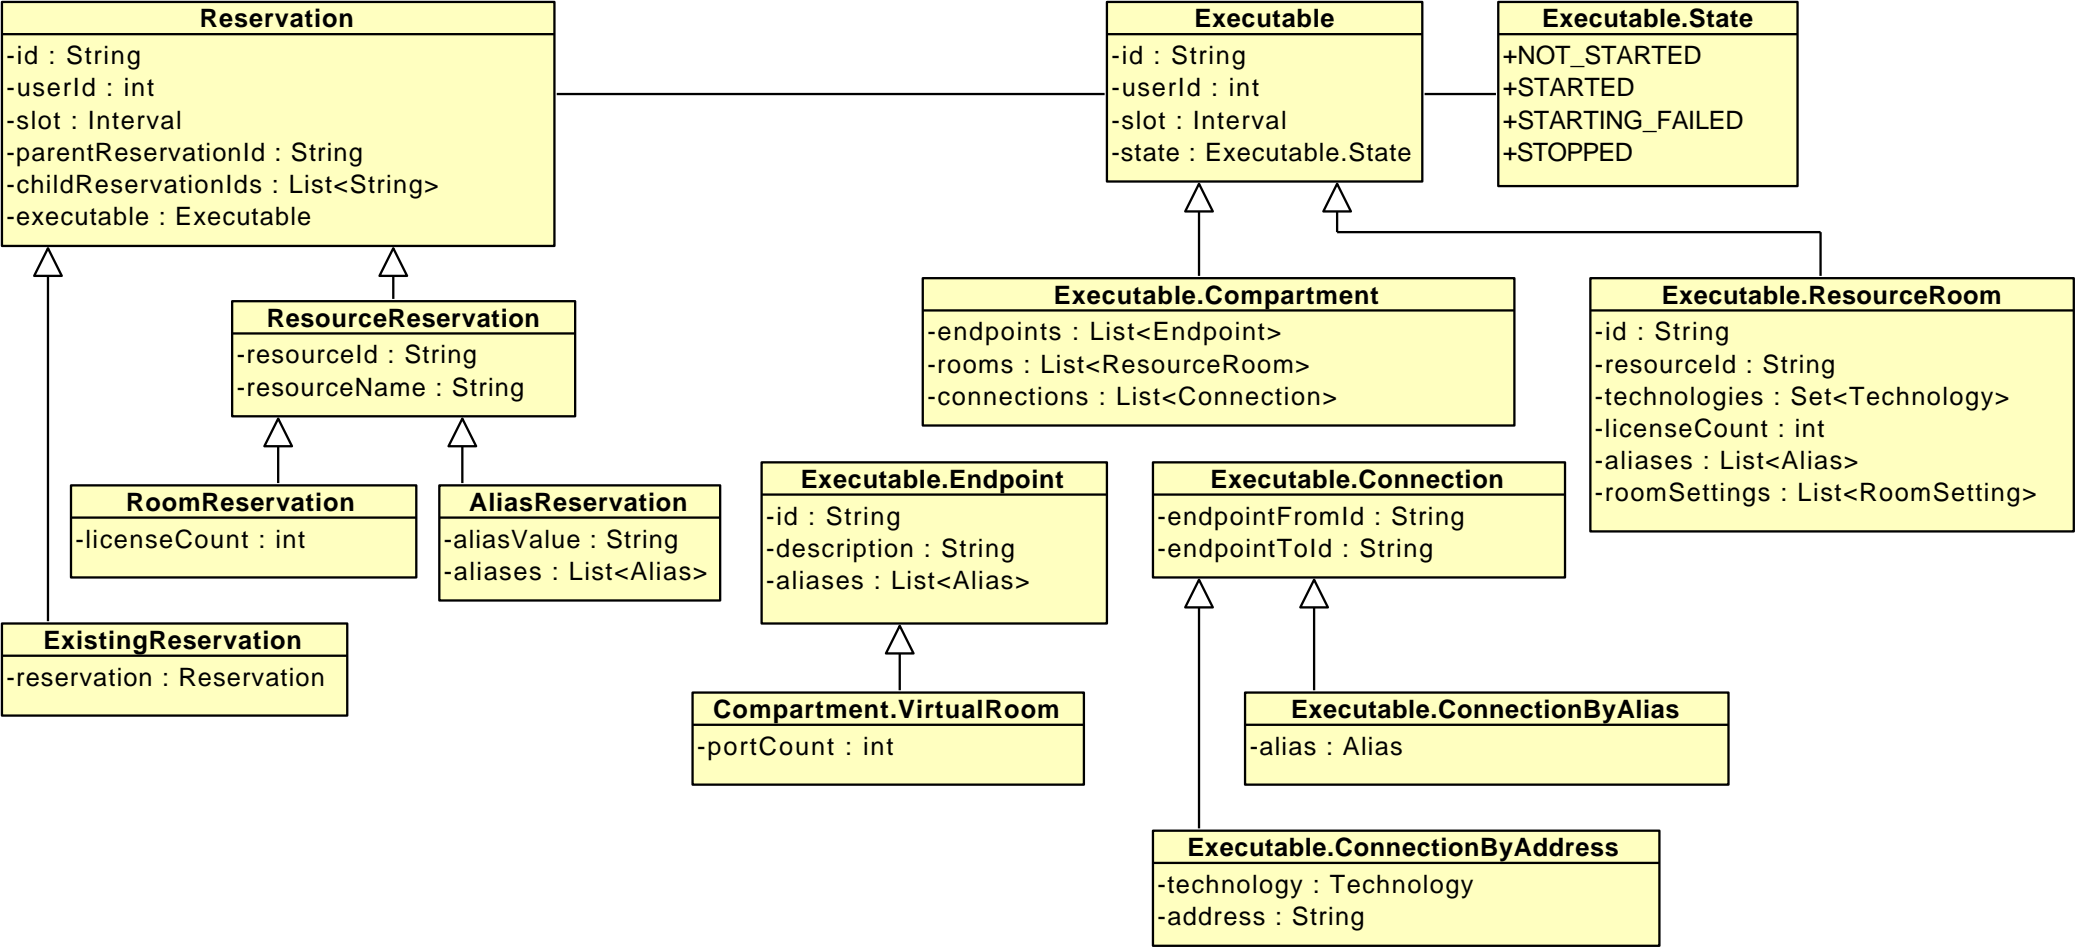 Reservation
-id : String
-userId : int
-slot : Interval
-parentReservationId : String
-childReservationIds : List<String>
-executable : Executable
Executable
-id : String
-userId : int
-slot : Interval
-state : Executable.State
Executable.State
+NOT_STARTED
+STARTED
+STARTING_FAILED
+STOPPED
ResourceReservation
-resourceId : String
-resourceName : String
Executable.Compartment
-endpoints : List<Endpoint>
-rooms : List<ResourceRoom>
-connections : List<Connection>
Executable.ResourceRoom
-id : String
-resourceId : String
-technologies : Set<Technology>
-licenseCount : int
-aliases : List<Alias>
-roomSettings : List<RoomSetting>
RoomReservation
-licenseCount : int
AliasReservation
-aliasValue : String
-aliases : List<Alias>
Executable.Endpoint
-id : String
-description : String
-aliases : List<Alias>
Executable.Connection
-endpointFromId : String
-endpointToId : String
ExistingReservation
-reservation : Reservation
Compartment.VirtualRoom
-portCount : int
Executable.ConnectionByAlias
-alias : Alias
Executable.ConnectionByAddress
-technology : Technology
-address : String